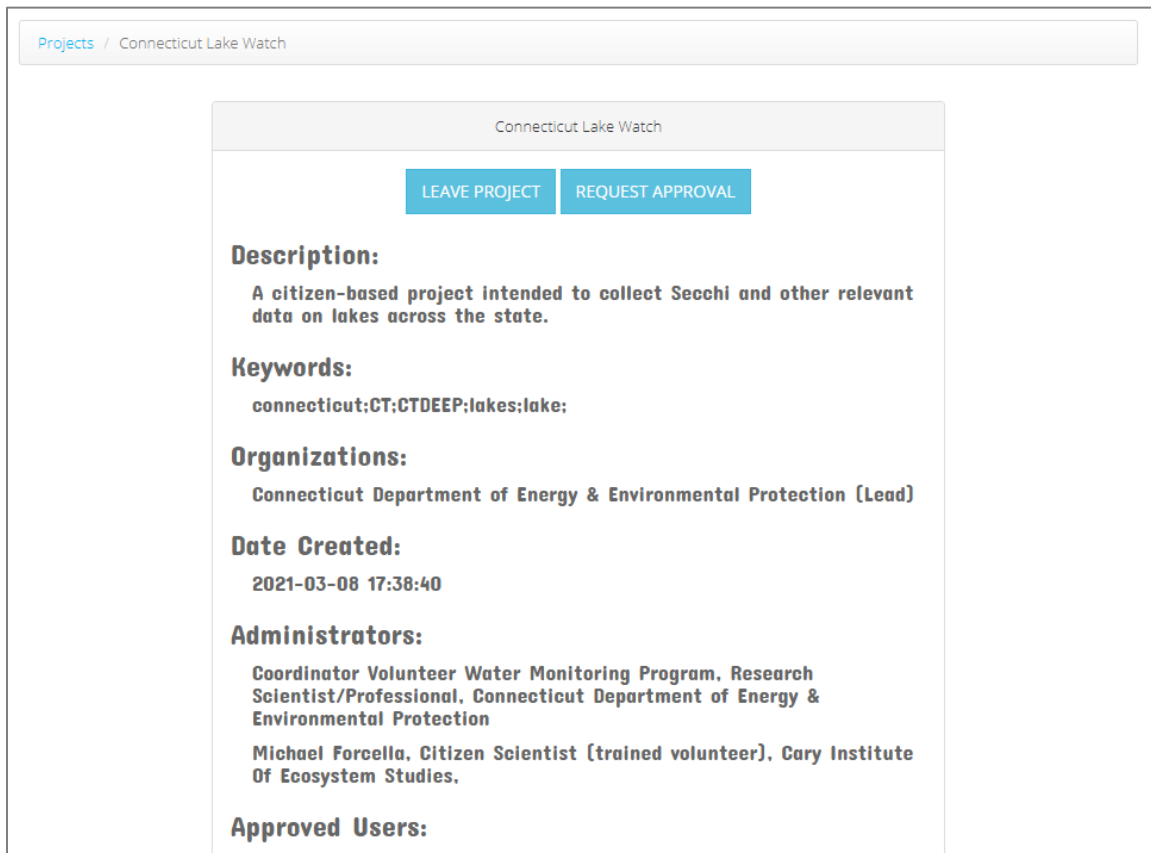 Projects / Connecticut Lake Watch
Connecticut Lake Watch
LEAVE PROJECT REQUEST APPROVAL
Description:
A citizen-based project intended to collect Secchi and other relevant
data on lakes across the state.
Keywords:
connecticut;CT;CTDEEP;lakes;lake;
Organizations:
Connecticut Department of Energy & Environmental Protection (Lead)
Date Created:
2021-03-08 17:38:40
Administrators:
Coordinator Volunteer Water Monitoring Program, Research
Scientist/Professional, Connecticut Department of Energy &
Environmental Protection
Michael Forcella, Citizen Scientist (trained volunteer), Cary Institute
Of Ecosystem Studies,
Approved Users: